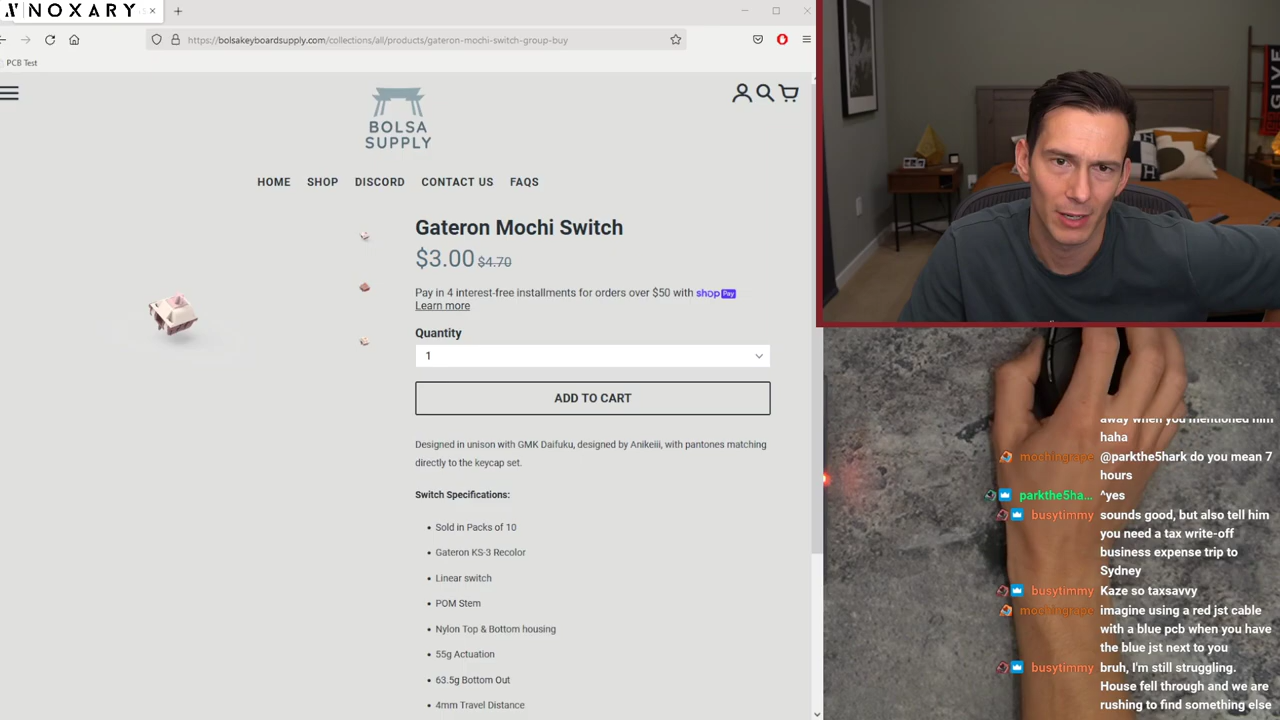 NOXARY
https://bolsakeyboardsupply.com/collections/all/products/gateron-mochi-switch-group-buy
PCB Test
BOLSA
SUPPLY
HOME SHOP DISCORD CONTACT US FAQS
Gateron Mochi Switch
$3.00 $4.70
Pay in 4 interest-free installments for orders over $50 with shop Pay
Learn more
Quantity
1
ADD TO CART
Designed in unison with GMK Daifuku, designed by Anikeiii, with pantones matching
directly to the keycap set.
Switch Specifications:
Sold in Packs of 10
Gateron KS-3 Recolor
Linear switch
POM Stem
Nylon Top & Bottom housing
55g Actuation
63.5g Bottom Out
4mm Travel Distance
GIVE
away when you mentioned him
haha
mochingrape @parkthe5hark do you mean 7
hours
parkthe5ha... ^yes
busytimmy sounds good, but also tell him
you need a tax write-off
business expense trip to
Sydney
busytimmy Kaze so taxsavvy
mochingrape imagine using a red jst cable
with a blue pcb when you have
the blue jst next to you
busytimmy bruh, I'm still struggling.
House fell through and we are
rushing to find something else